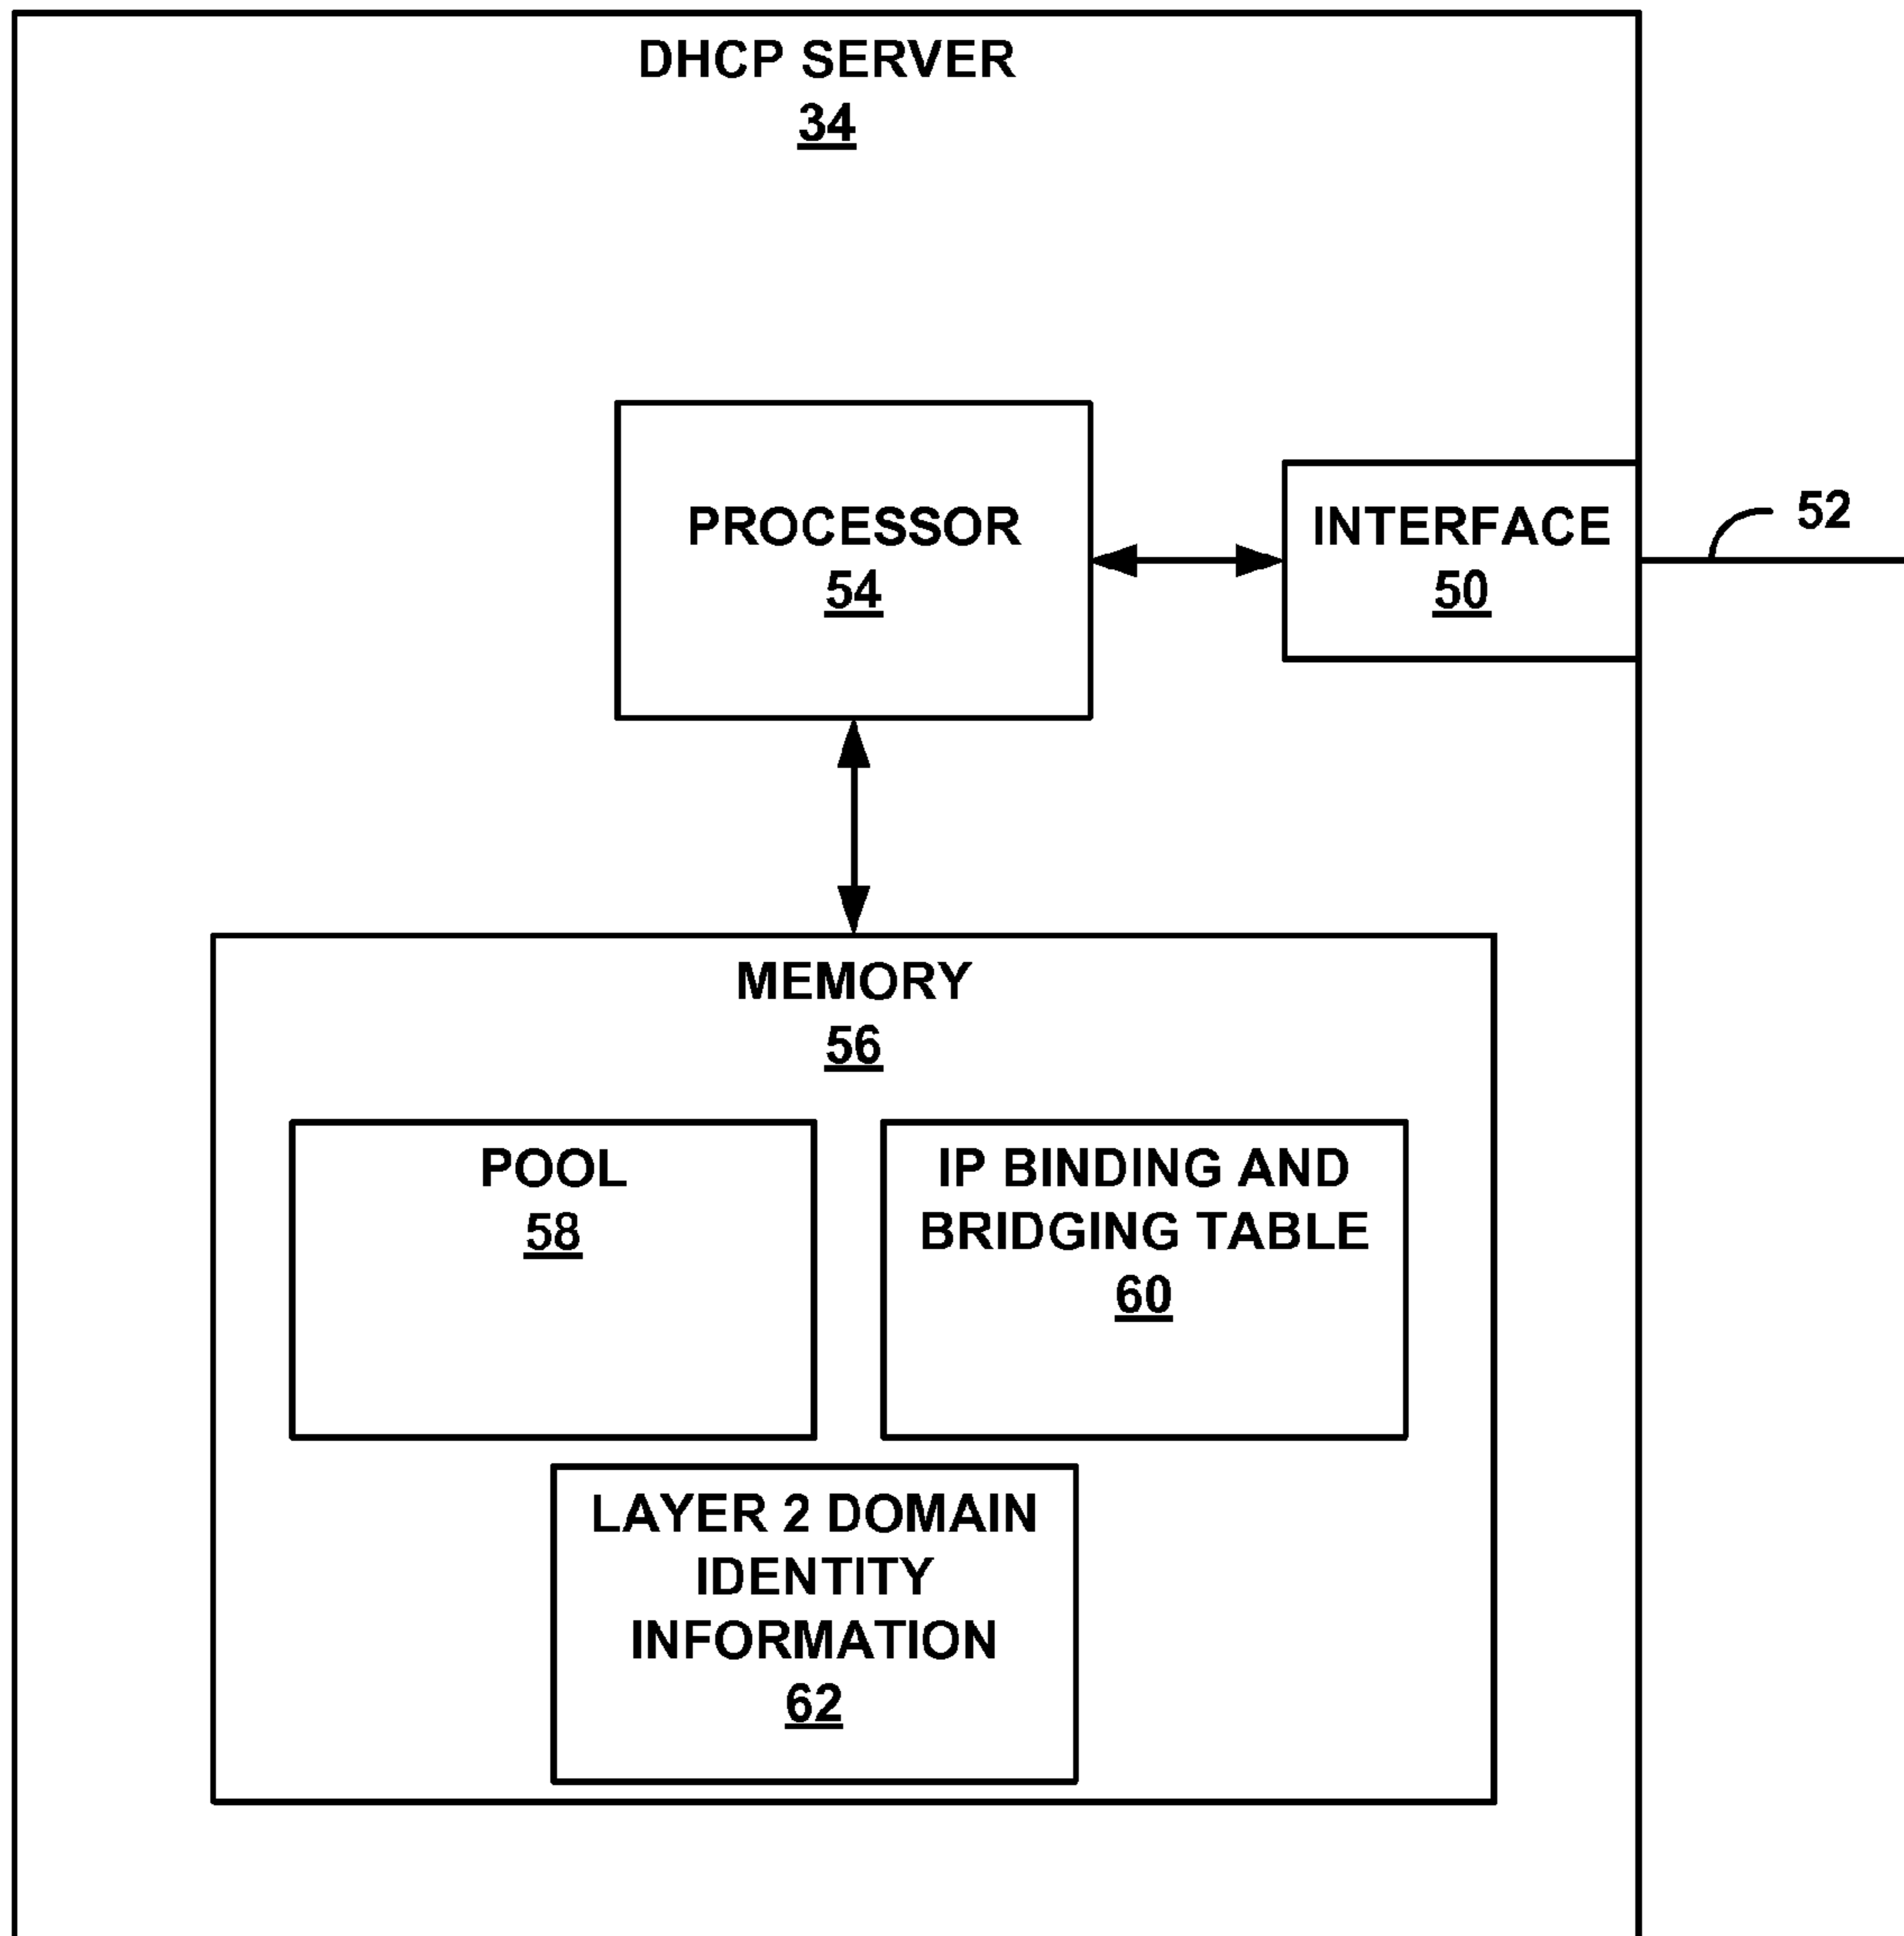 DHCP SERVER
34
PROCESSOR
54
INTERFACE
50
52
MEMORY
56
POOL
58
IP BINDING AND
BRIDGING TABLE
60
LAYER 2 DOMAIN
IDENTITY
INFORMATION
62